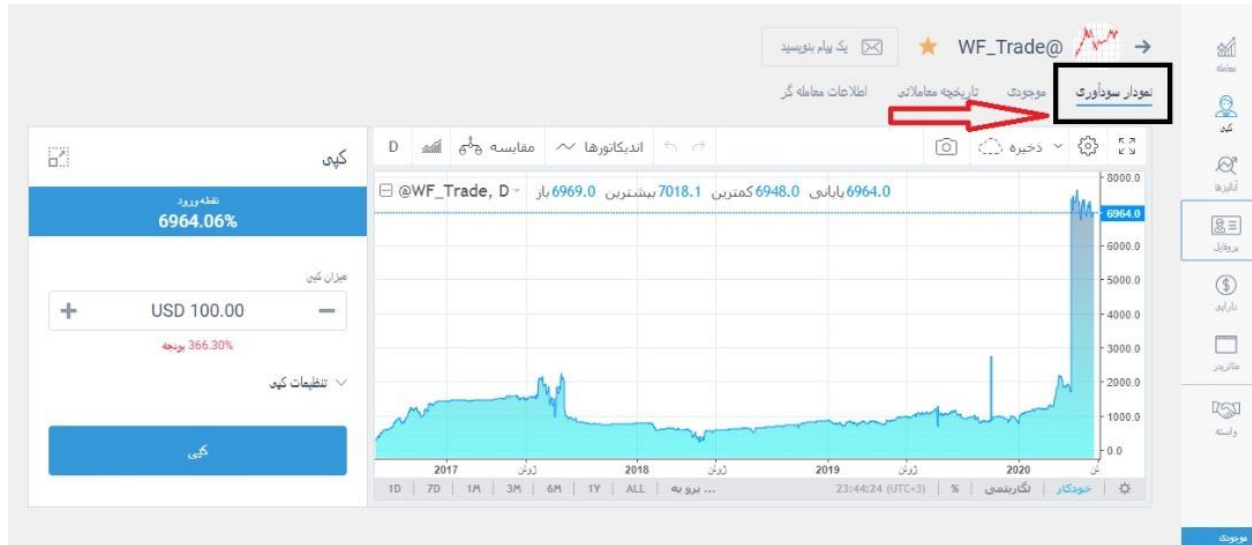 WF_Trade@
یک پیام بنویسید
نمودار سودآوری
موجودی
تاریخچه معاملاتی
اطلاعات معامله گر
ذخیره
اندیکاتورها
مقایسه
D
@WF_Trade, D
باز 6969.0 بیشترین 7018.1 کمترین 6948.0 پایانی 6964.0
8000.0
6964.0
6000.0
5000.0
4000.0
3000.0
2000.0
1000.0
0.0
2017 ژوئن 2018 ژوئن 2019 ژوئن 2020
1D 7D 1M 3M 6M 1Y ALL برو به ...
23:44:24 (UTC+3) % لگاریتمی خودکار
کپی
نقطه ورود
6964.06%
میزان کپی
+ USD 100.00 −
366.30% بودجه
تنظیمات کپی
کپی
معامله
کپی
آنالیزها
پروفایل
دارایی
متاتریدر
وابسته
موجودی